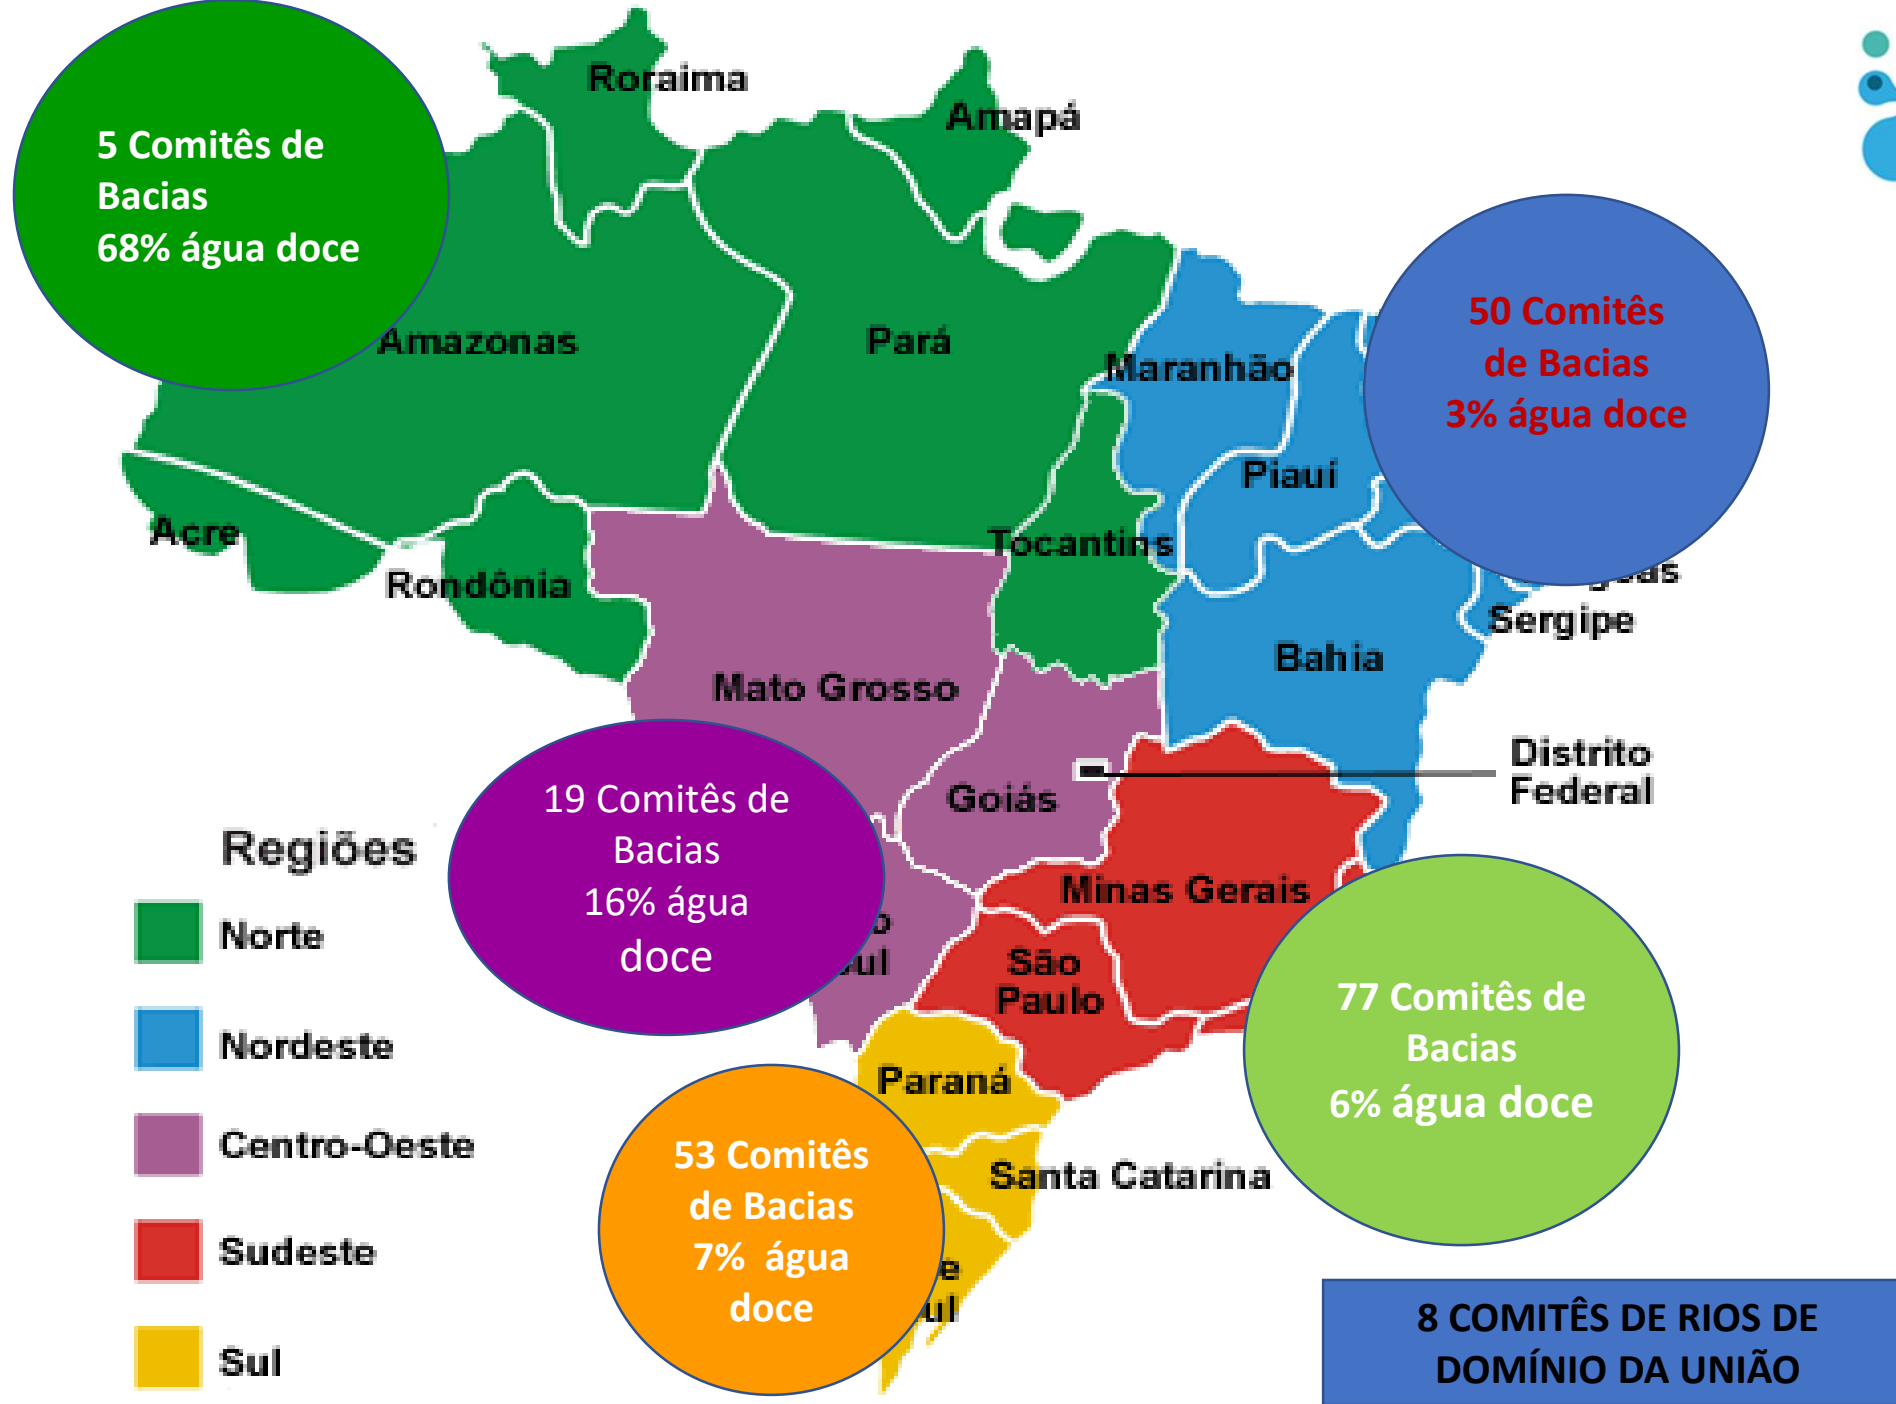 Roraima
Amapá
5 Comitês de
Bacias
68% água doce
Amazonas
Pará
Maranhão
50 Comitês
de Bacias
3% água doce
Piauí
Acre
Rondônia
Tocantins
Sergipe
Bahia
Mato Grosso
Distrito
Federal
Goiás
19 Comitês de
Bacias
16% água
doce
Minas Gerais
São
Paulo
77 Comitês de
Bacias
6% água doce
Paraná
53 Comitês
de Bacias
7% água
doce
Santa Catarina
Regiões
Norte
Nordeste
Centro-Oeste
Sudeste
Sul
8 COMITÊS DE RIOS DE
DOMÍNIO DA UNIÃO